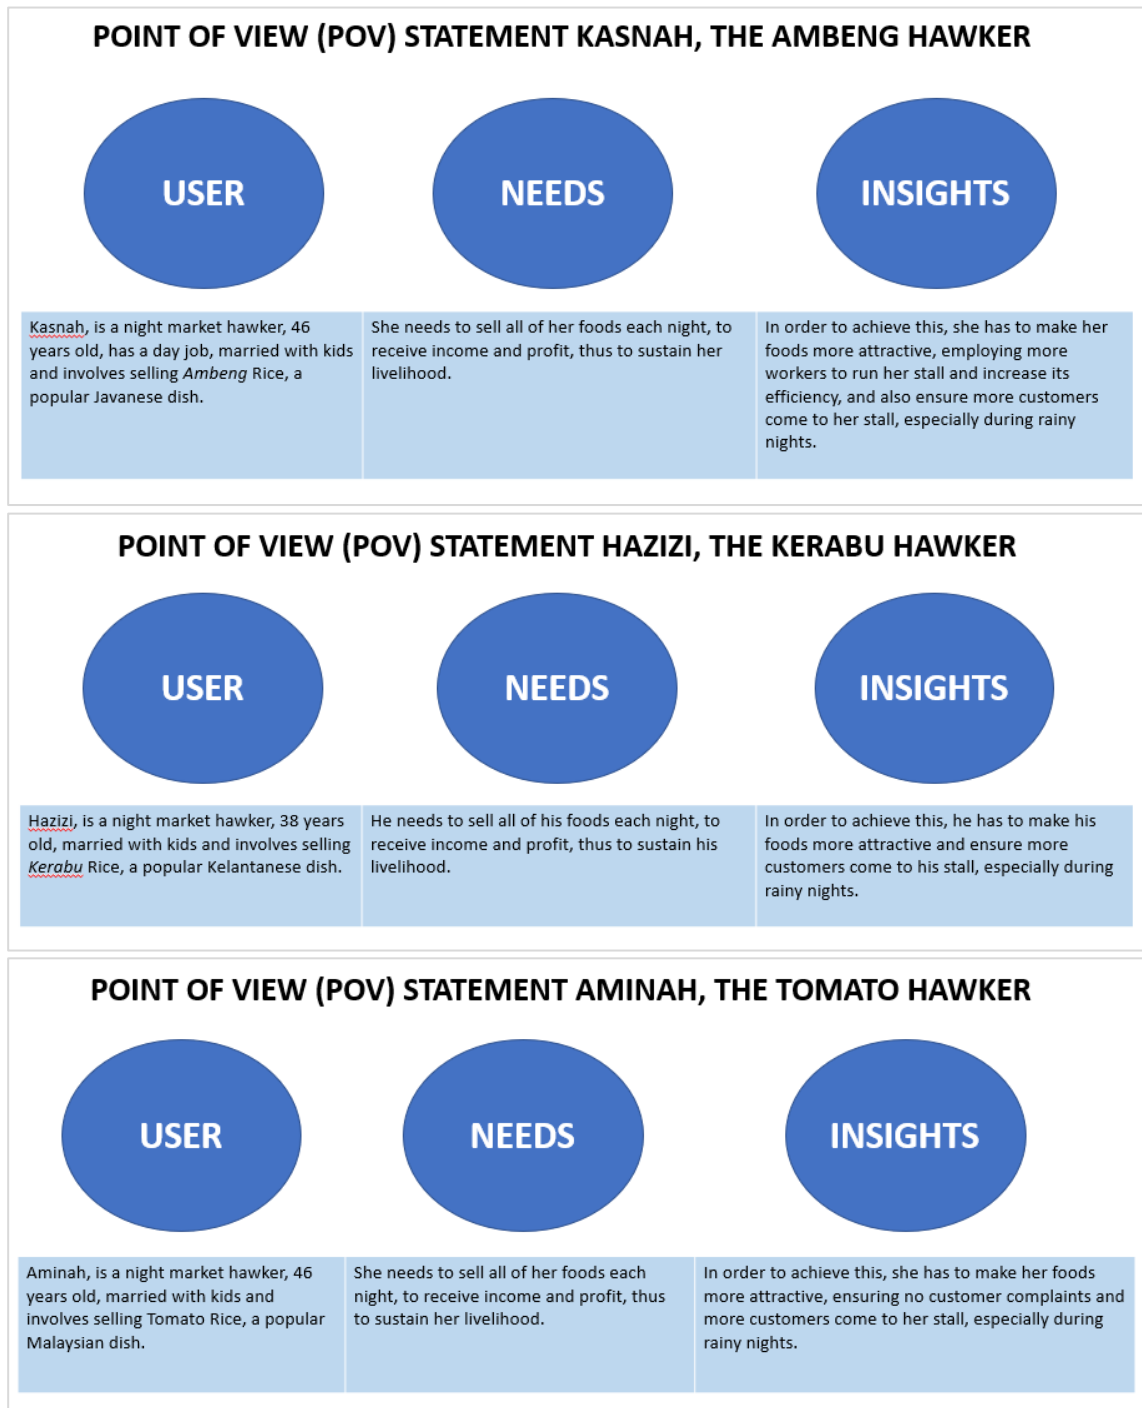 POINT OF VIEW (POV) STATEMENT KASNAH, THE AMBENG HAWKER
USER
NEEDS
INSIGHTS
Kasnah, is a night market hawker, 46
years old, has a day job, married with kids
and involves selling Ambeng Rice, a
popular Javanese dish.
She needs to sell all of her foods each night, to
receive income and profit, thus to sustain her
livelihood.
In order to achieve this, she has to make her
foods more attractive, employing more
workers to run her stall and increase its
efficiency, and also ensure more customers
come to her stall, especially during rainy
nights.
POINT OF VIEW (POV) STATEMENT HAZIZI, THE KERABU HAWKER
USER
NEEDS
INSIGHTS
Hazizi, is a night market hawker, 38 years
old, married with kids and involves selling
Kerabu Rice, a popular Kelantanese dish.
He needs to sell all of his foods each night, to
receive income and profit, thus to sustain his
livelihood.
In order to achieve this, he has to make his
foods more attractive and ensure more
customers come to his stall, especially during
rainy nights.
POINT OF VIEW (POV) STATEMENT AMINAH, THE TOMATO HAWKER
USER
NEEDS
INSIGHTS
Aminah, is a night market hawker, 46
years old, married with kids and
involves selling Tomato Rice, a popular
Malaysian dish.
She needs to sell all of her foods each
night, to receive income and profit, thus
to sustain her livelihood.
In order to achieve this, she has to make her foods
more attractive, ensuring no customer complaints and
more customers come to her stall, especially during
rainy nights.